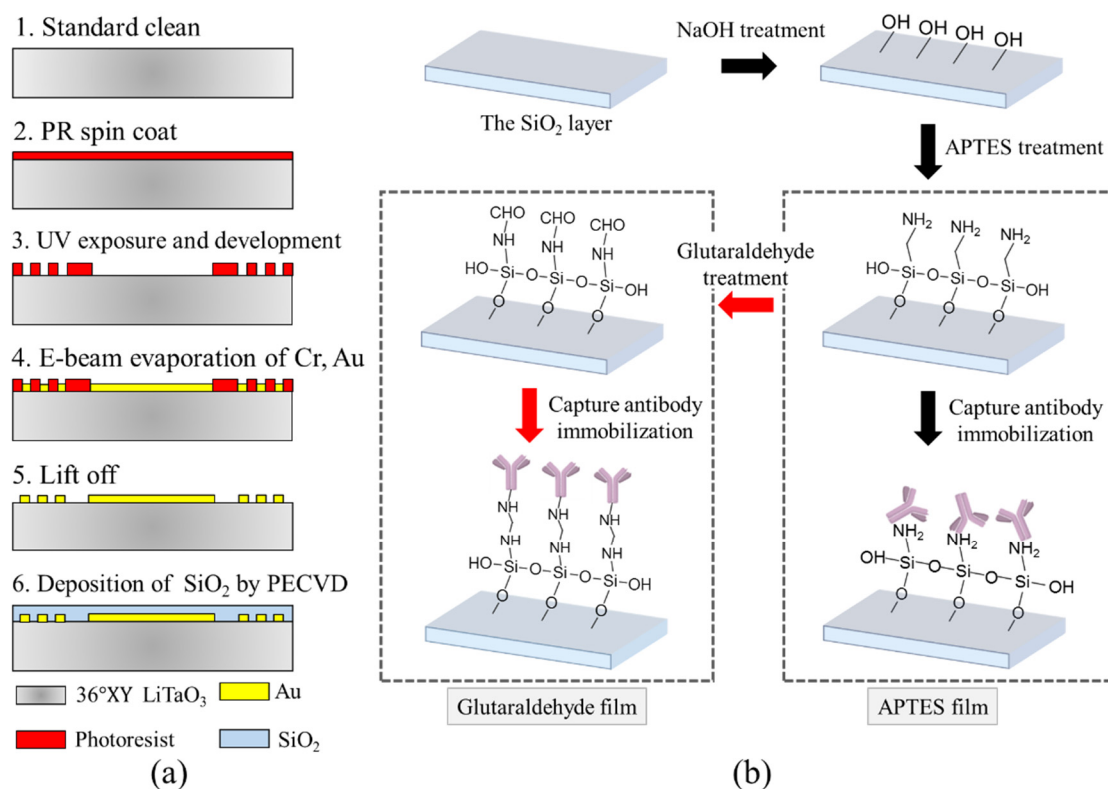 1. Standard clean
2. PR spin coat
3. UV exposure and development
4. E-beam evaporation of Cr, Au
5. Lift off
6. Deposition of SiO₂ by PECVD
36°XY LiTaO₃
Au
Photoresist
SiO₂
(a)
The SiO₂ layer
NaOH treatment
OH OH OH OH
APTES treatment
NH₂ NH₂ NH₂
HO Si O Si O Si OH
O O O
Glutaraldehyde
treatment
CHO CHO CHO
NH NH NH
HO Si O Si O Si OH
O O O
Capture antibody
immobilization
NH NH NH
NH NH NH
HO Si O Si O Si OH
O O O
Glutaraldehyde film
Capture antibody
immobilization
NH₂ NH₂ NH₂
OH Si O Si O Si OH
O O O
APTES film
(b)